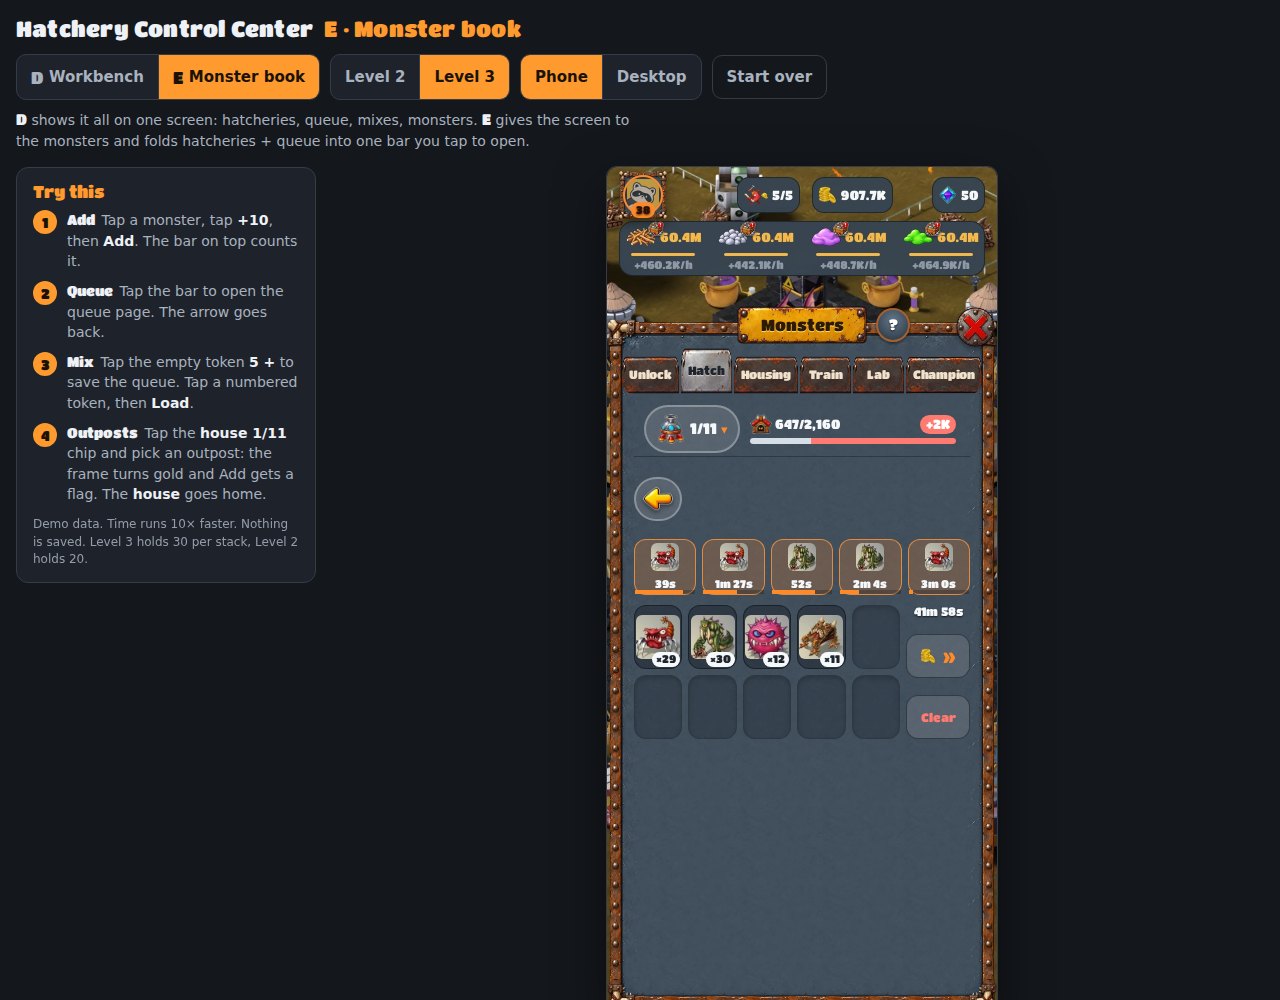 Hatchery Control Center E · Monster book
D Workbench E Monster book Level 2 Level 3 Phone Desktop Start over
D shows it all on one screen: hatcheries, queue, mixes, monsters. E gives the screen to
the monsters and folds hatcheries + queue into one bar you tap to open.
Try this
1 Add Tap a monster, tap +10,
then Add. The bar on top counts
it.
2 Queue Tap the bar to open the
queue page. The arrow goes
back.
3 Mix Tap the empty token 5 + to
save the queue. Tap a numbered
token, then Load.
4 Outposts Tap the house 1/11
chip and pick an outpost: the
frame turns gold and Add gets a
flag. The house goes home.
Demo data. Time runs 10× faster. Nothing
is saved. Level 3 holds 30 per stack, Level 2
holds 20.
30 5/5 907.7K 50
60.4M 60.4M 60.4M 60.4M
+460.2K/h +442.1K/h +448.7K/h +464.9K/h
Monsters ?
Unlock Hatch Housing Train Lab Champion
1/11 ▾ 647/2,160 +2K
39s 1m 27s 52s 2m 4s 3m 0s
41m 58s
×29 ×30 ×12 ×11 »
Clear